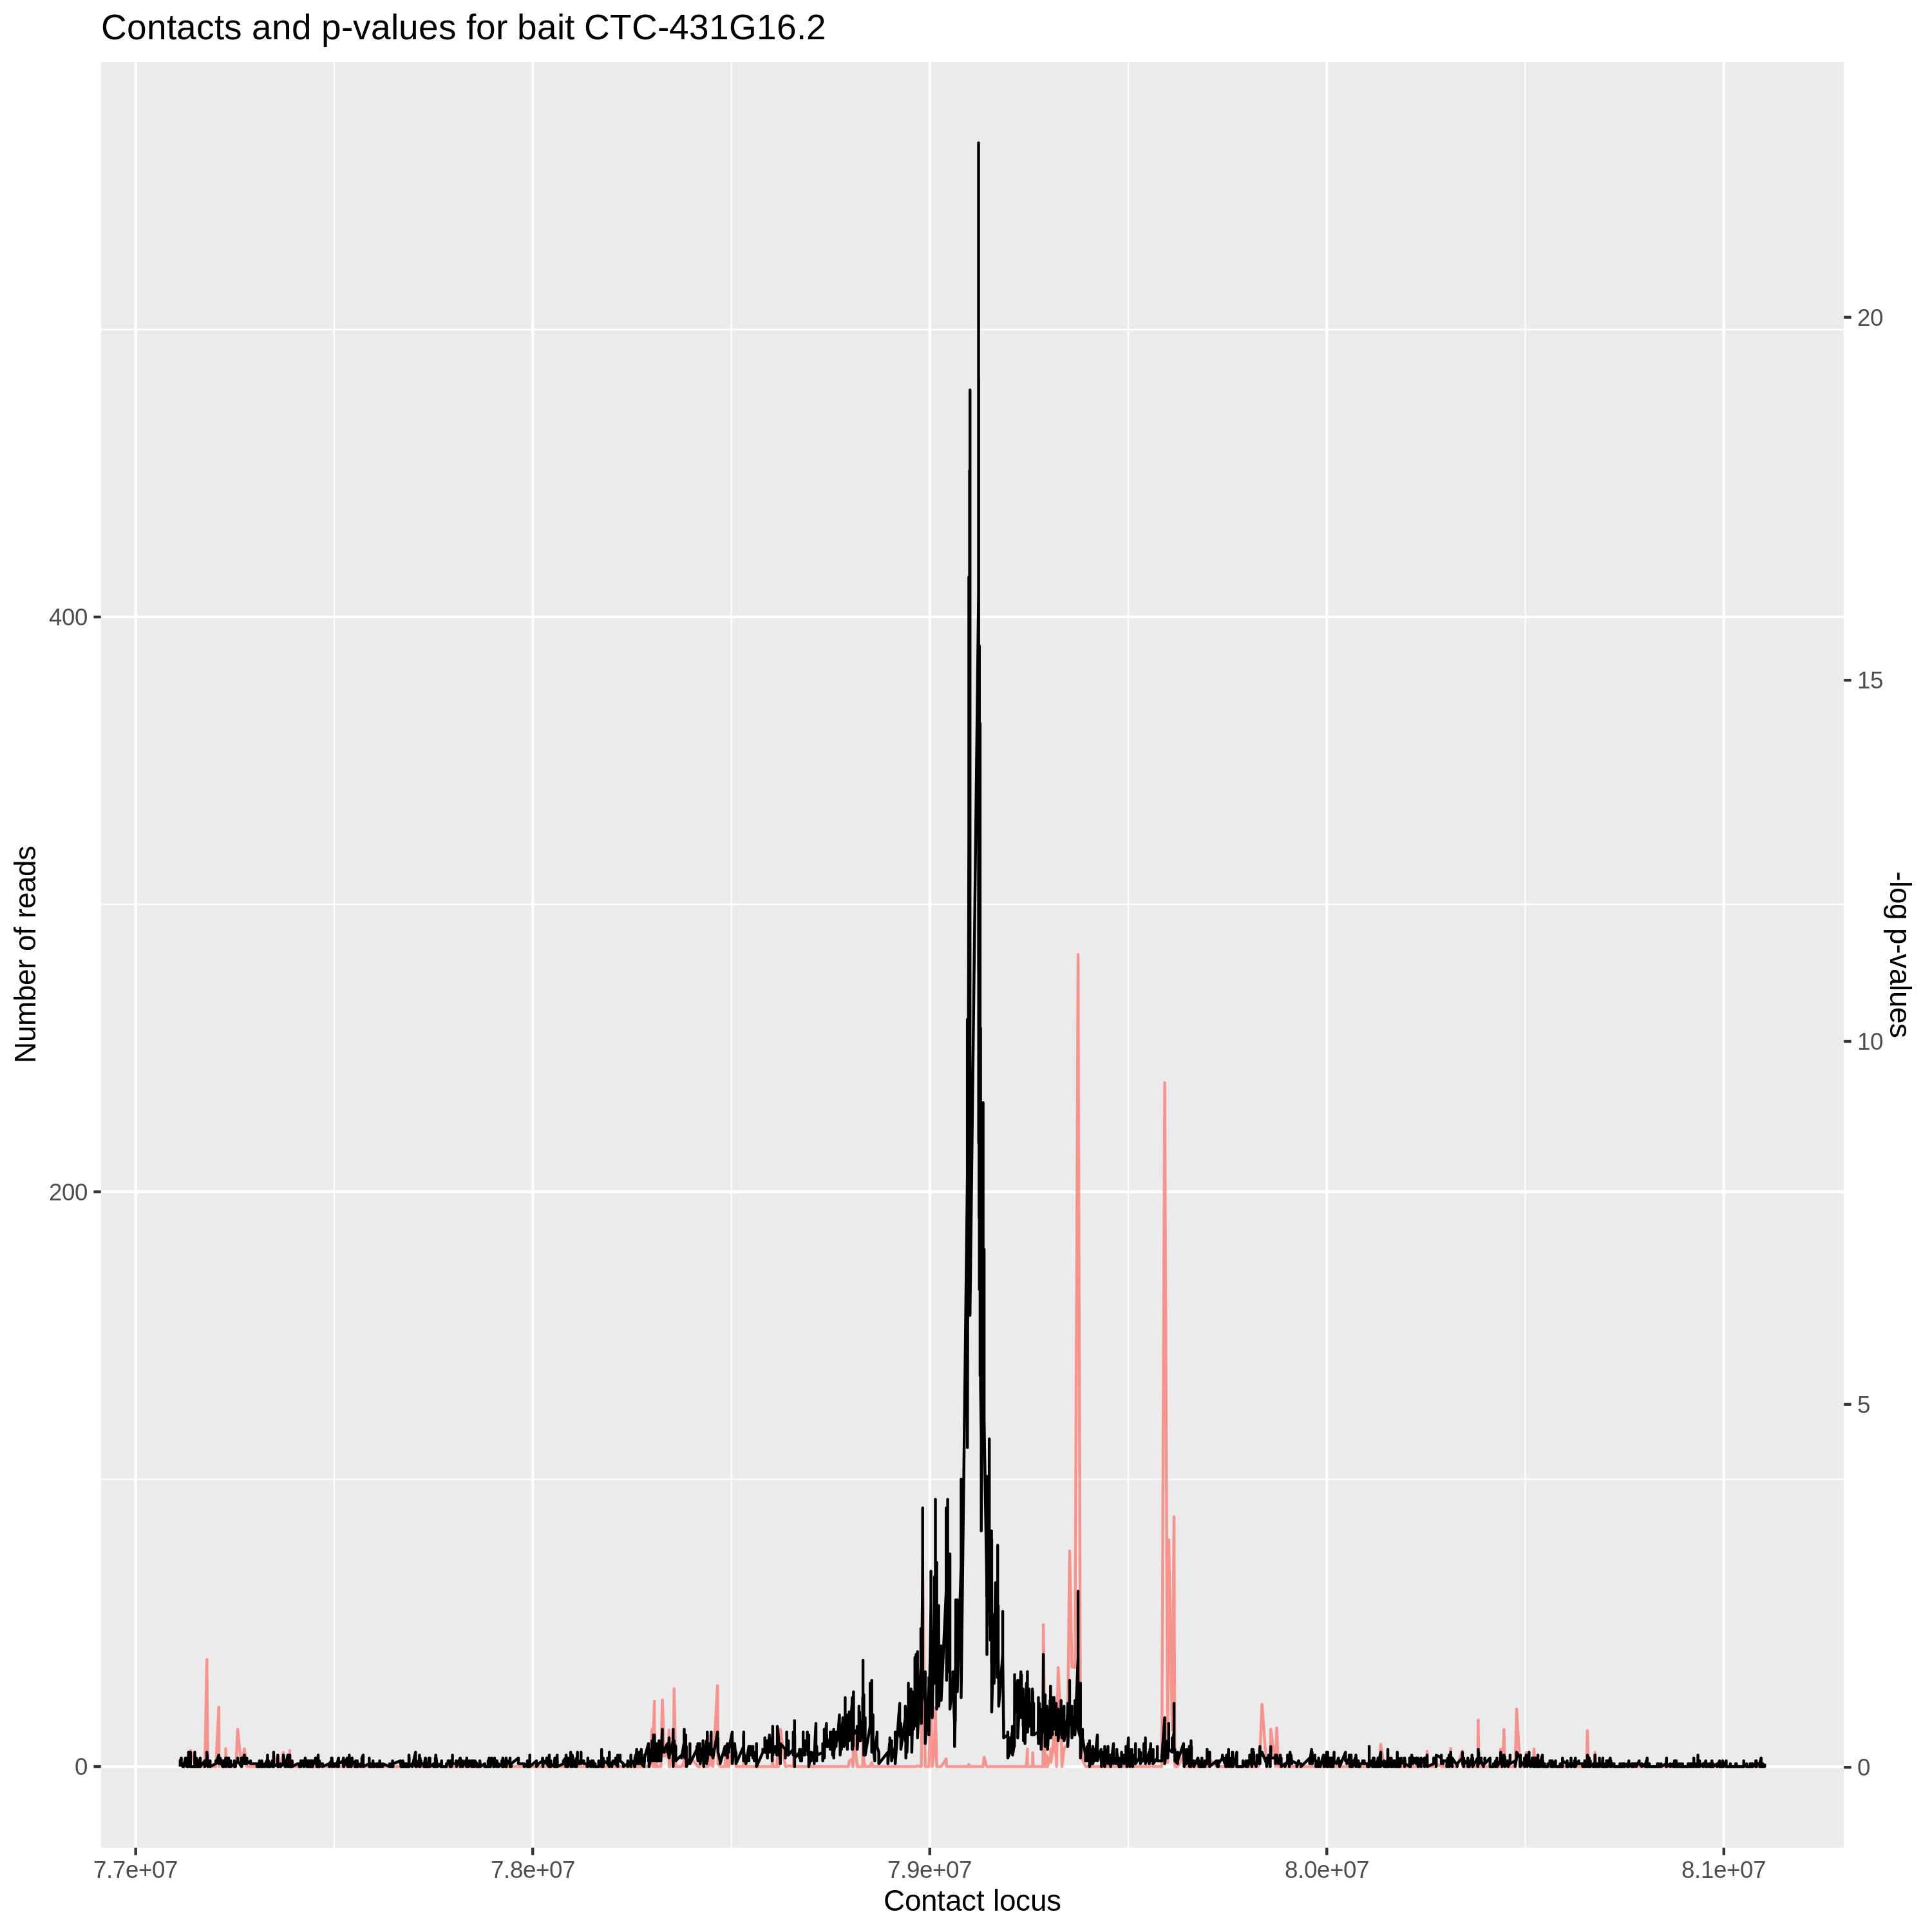 Contacts and p-values for bait CTC-431G16.2
Number of reads
400
200
0
20
15
10
5
0
-log p-values
7.7e+07
7.8e+07
7.9e+07
8.0e+07
8.1e+07
Contact locus